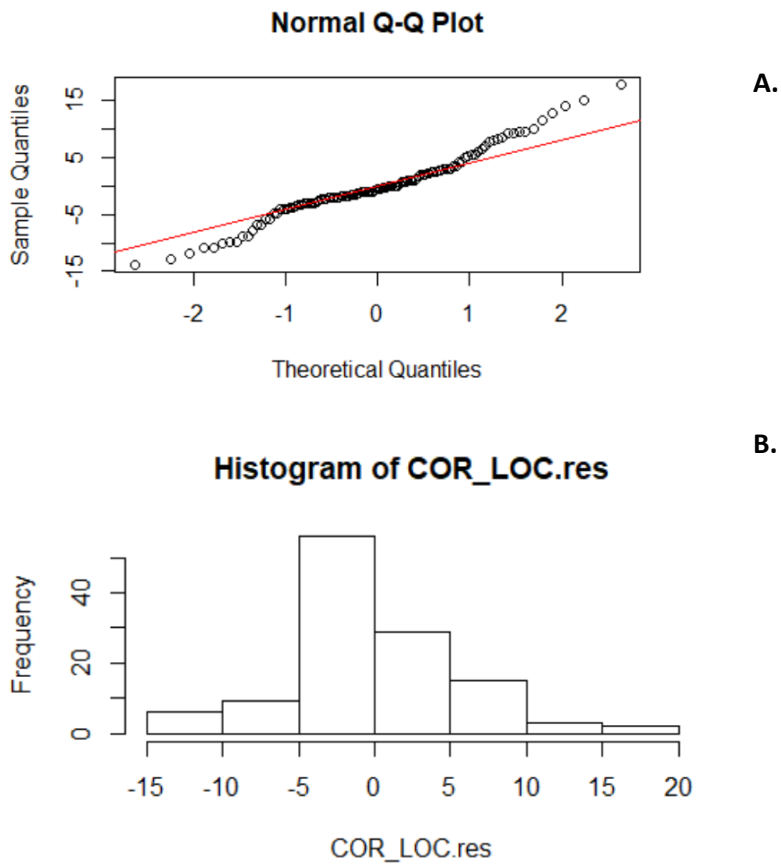 Normal Q-Q Plot
A.
Sample Quantiles
15
5
-5
-15
-2 -1 0 1 2
Theoretical Quantiles
B.
Histogram of COR_LOC.res
Frequency
40
20
0
-15 -10 -5 0 5 10 15 20
COR_LOC.res